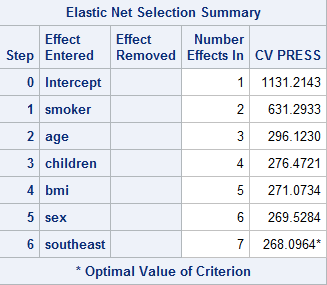 Elastic Net Selection Summary
Step Effect Entered Effect Removed Number Effects In CV PRESS
0 Intercept 1 1131.2143
1 smoker 2 631.2933
2 age 3 296.1230
3 children 4 276.4721
4 bmi 5 271.0734
5 sex 6 269.5284
6 southeast 7 268.0964*
* Optimal Value of Criterion